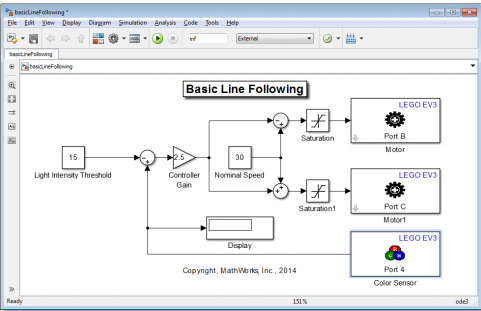 basicLineFollowing *
File Edit View Display Diagram Simulation Analysis Code Tools Help
inf
External
basicLineFollowing
basicLineFollowing
Basic Line Following
LEGO EV3
Port B
Motor
Saturation
15
Light Intensity Threshold
2.5
Controller
Gain
30
Nominal Speed
LEGO EV3
Port C
Motor1
Saturation1
Display
LEGO EV3
Port 4
Color Sensor
Copyright, MathWorks, Inc., 2014
Ready
151%
ode3